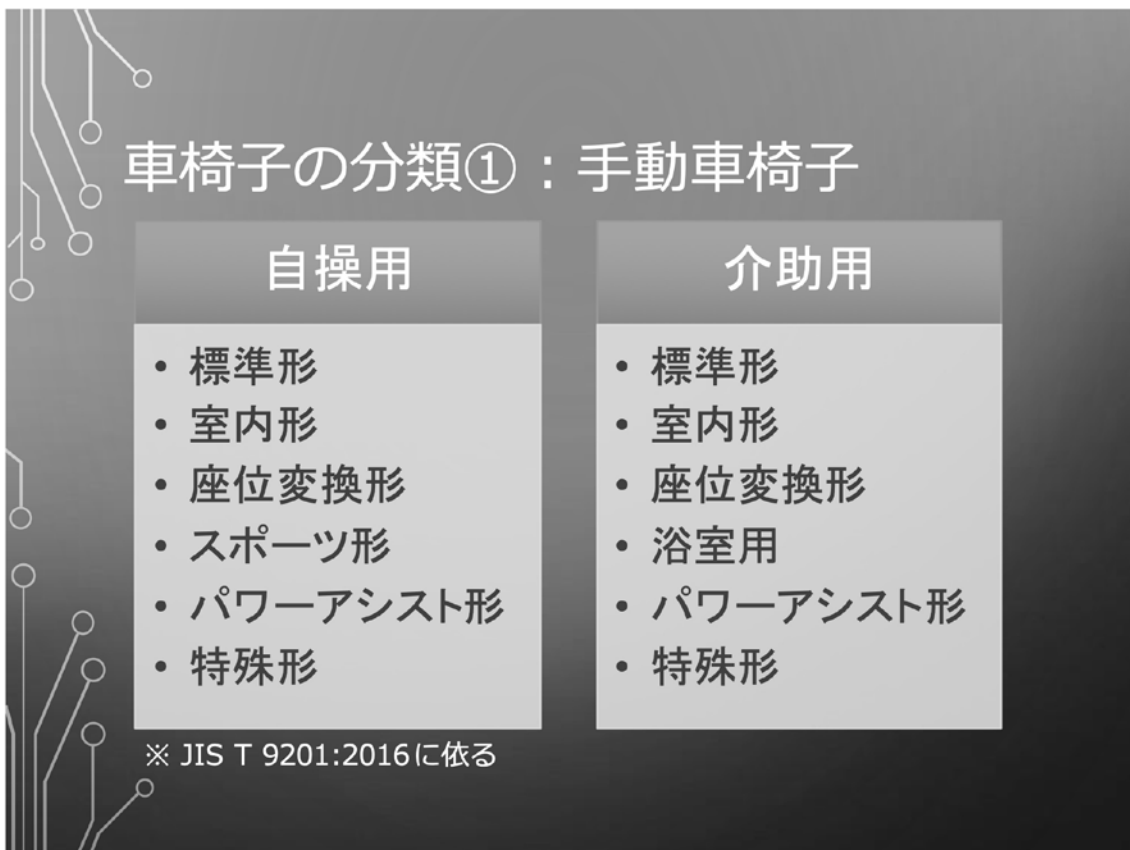 車椅子の分類①：手動車椅子
自操用
・標準形
・室内形
・座位変換形
・スポーツ形
・パワーアシスト形
・特殊形
介助用
・標準形
・室内形
・座位変換形
・浴室用
・パワーアシスト形
・特殊形
※ JIS T 9201:2016に依る